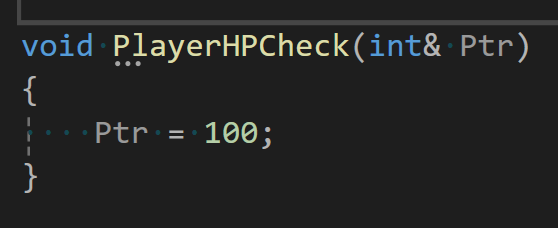 void PlayerHPCheck(int& Ptr)
{
    Ptr = 100;
}